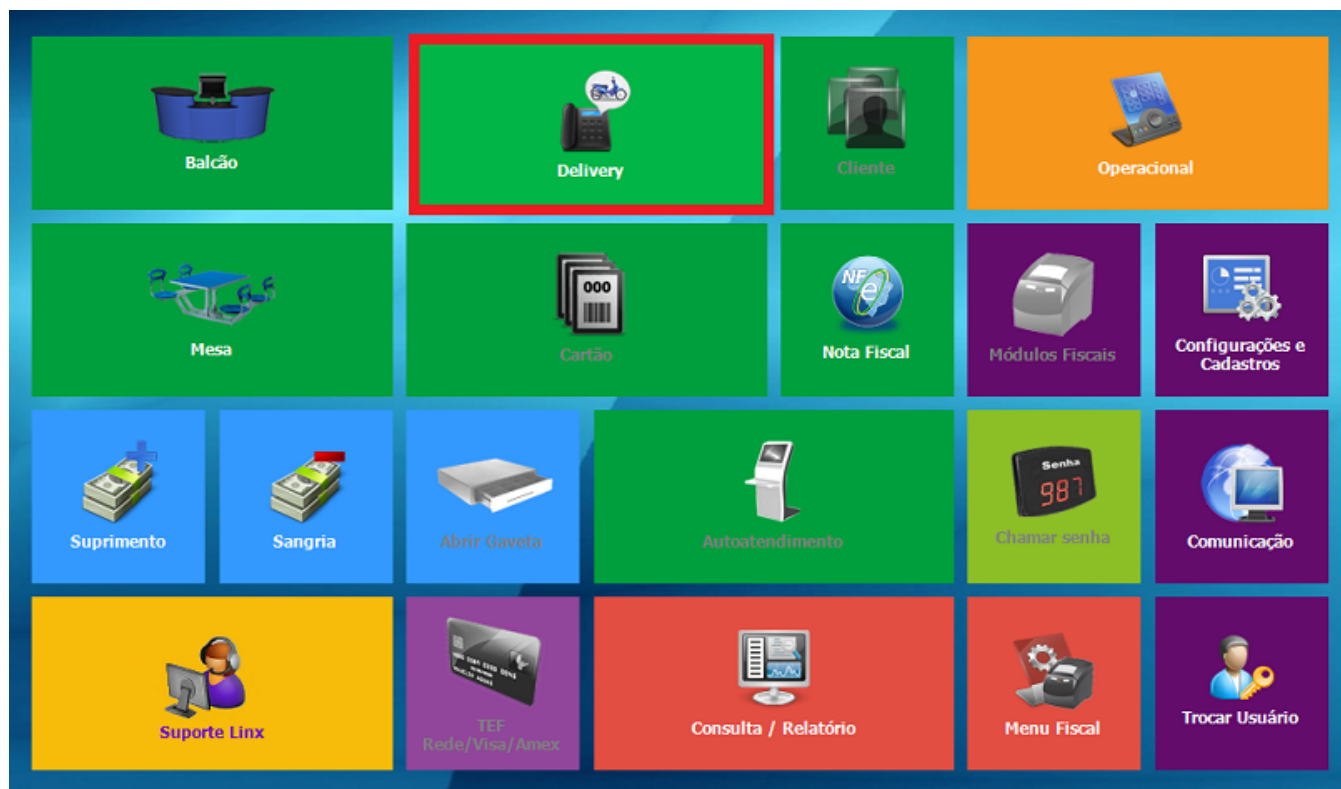 Balcão
Delivery
Cliente
Operacional
Mesa
000
Cartão
NF
e
Nota Fiscal
Módulos Fiscais
Configurações e
Cadastros
Suprimento
Sangria
Abrir Gaveta
Autoatendimento
Senha
987
Chamar senha
Comunicação
Suporte Linx
TEF
Rede/Visa/Amex
Consulta / Relatório
Menu Fiscal
Trocar Usuário